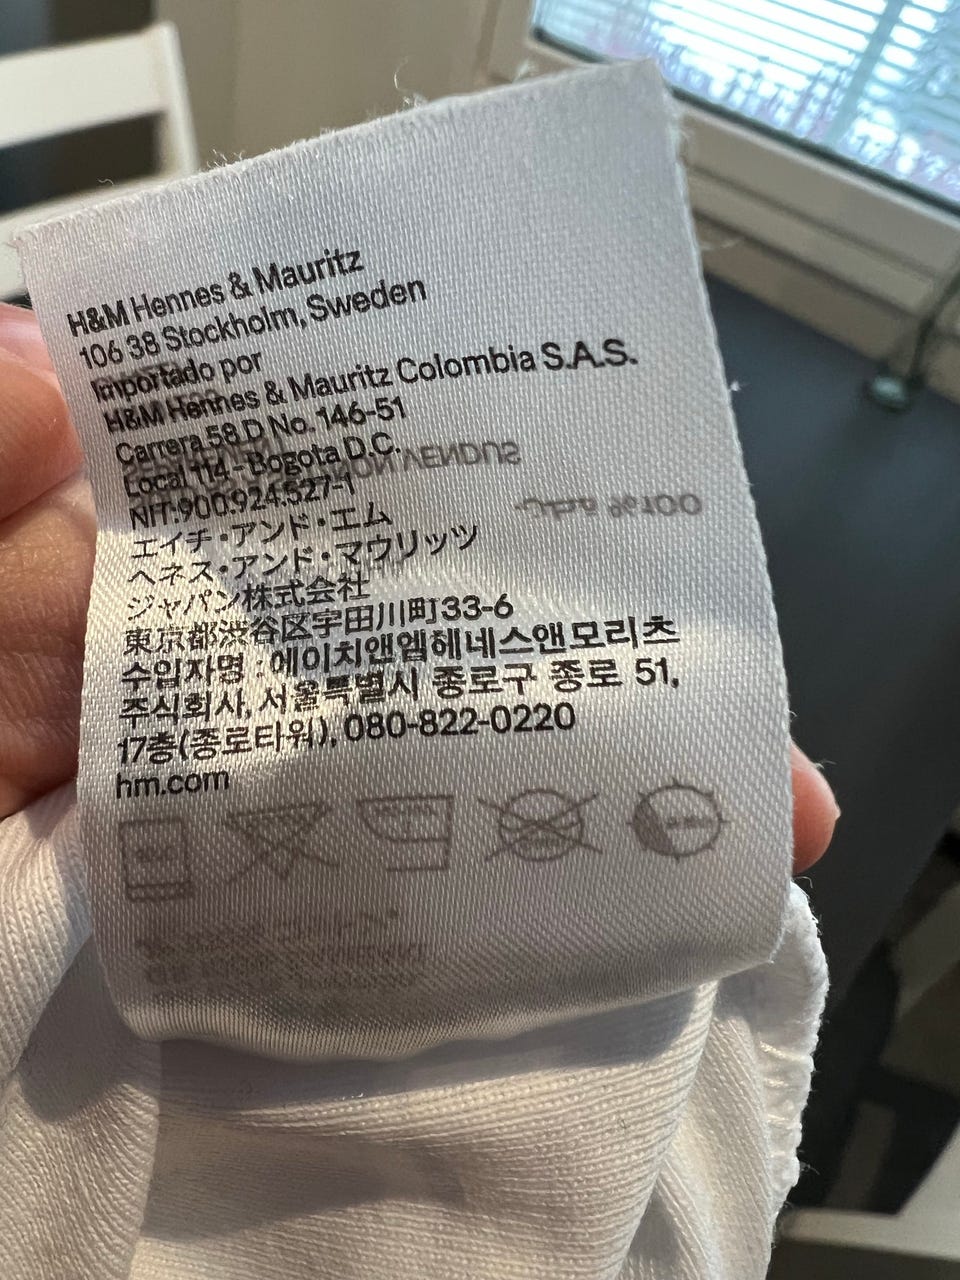 H&M Hennes & Mauritz
106 38 Stockholm, Sweden
Importado por
H&M Hennes & Mauritz Colombia S.A.S.
Carrera 58 D No. 146-51
Local 114 - Bogota D.C.
NIT:900.924.527-1
エイチ・アンド・エム
ヘネス・アンド・マウリッツ
ジャパン株式会社
東京都渋谷区宇田川町33-6
수입자명 : 에이치앤엠헤네스앤모리츠
주식회사, 서울특별시 종로구 종로 51,
17층(종로타워), 080-822-0220
hm.com